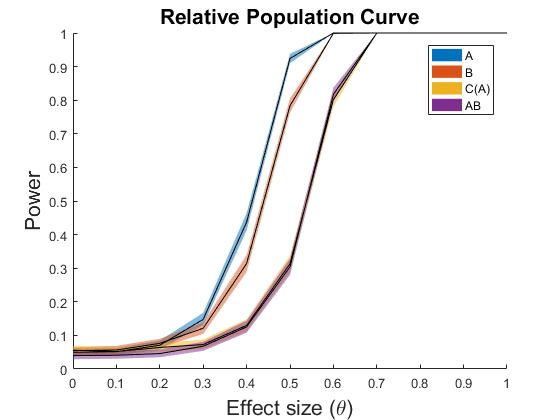 Relative Population Curve
1
0.9
0.8
0.7
0.6
0.5
0.4
0.3
0.2
0.1
0
Power
A
B
C(A)
AB
0 0.1 0.2 0.3 0.4 0.5 0.6 0.7 0.8 0.9 1
Effect size (θ)